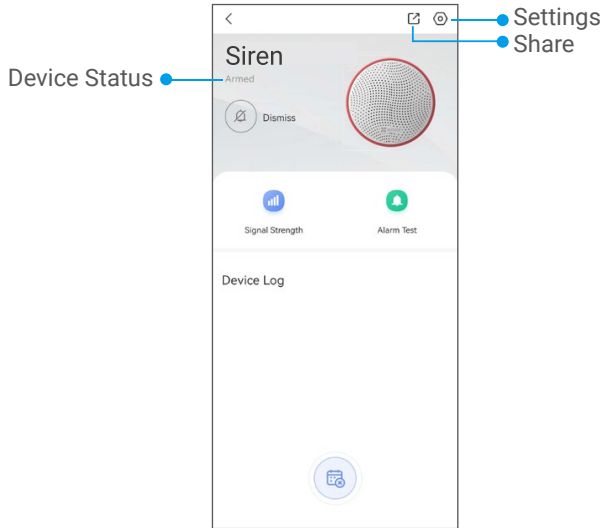 Settings
Share
Siren
Device Status
Armed
Dismiss
Signal Strength
Alarm Test
Device Log